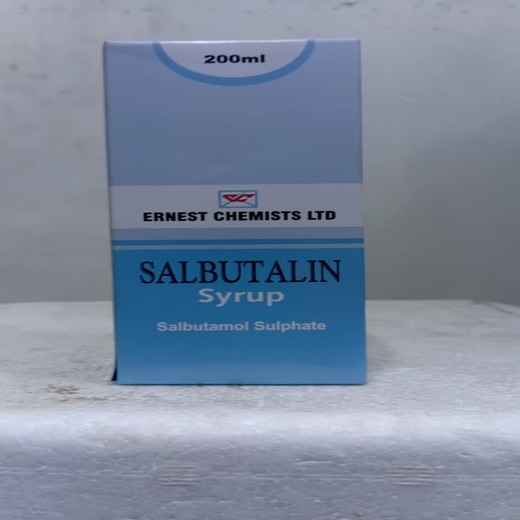 200ml
ERNEST CHEMISTS LTD
SALBUTALIN
Syrup
Salbutamol Sulphate